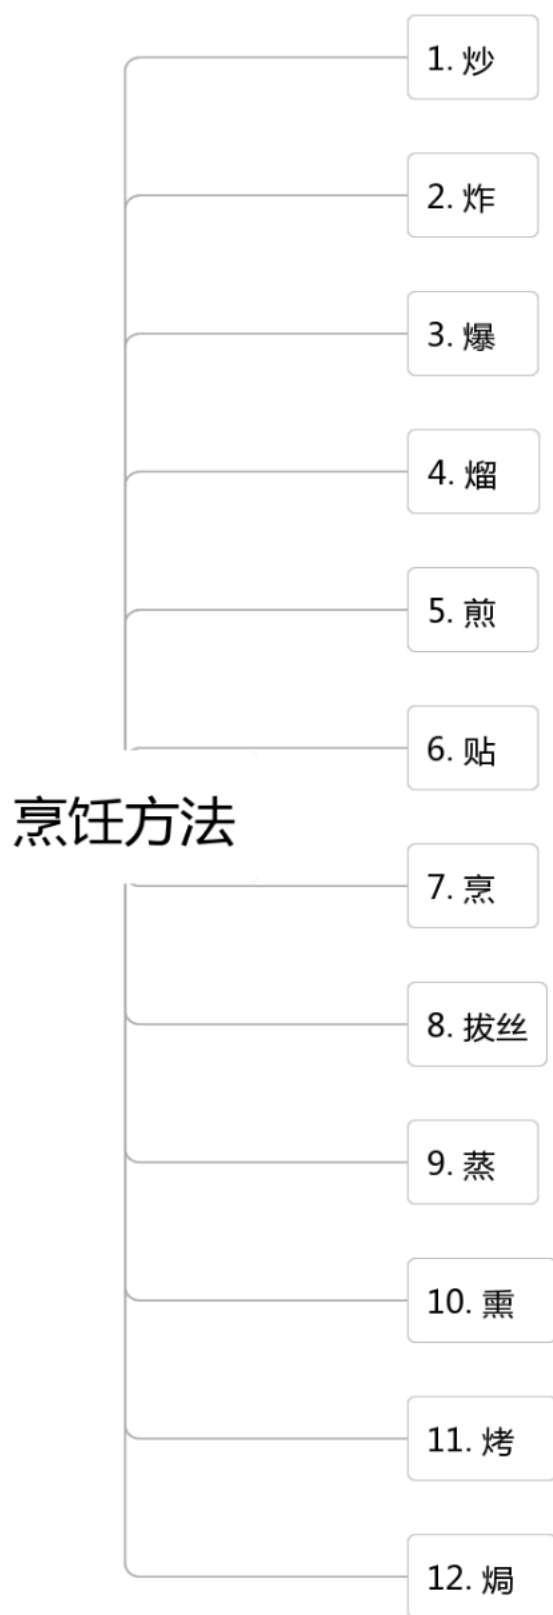 1. 炒
2. 炸
3. 爆
4. 熘
5. 煎
6. 贴
烹饪方法
7. 烹
8. 拔丝
9. 蒸
10. 熏
11. 烤
12. 焗